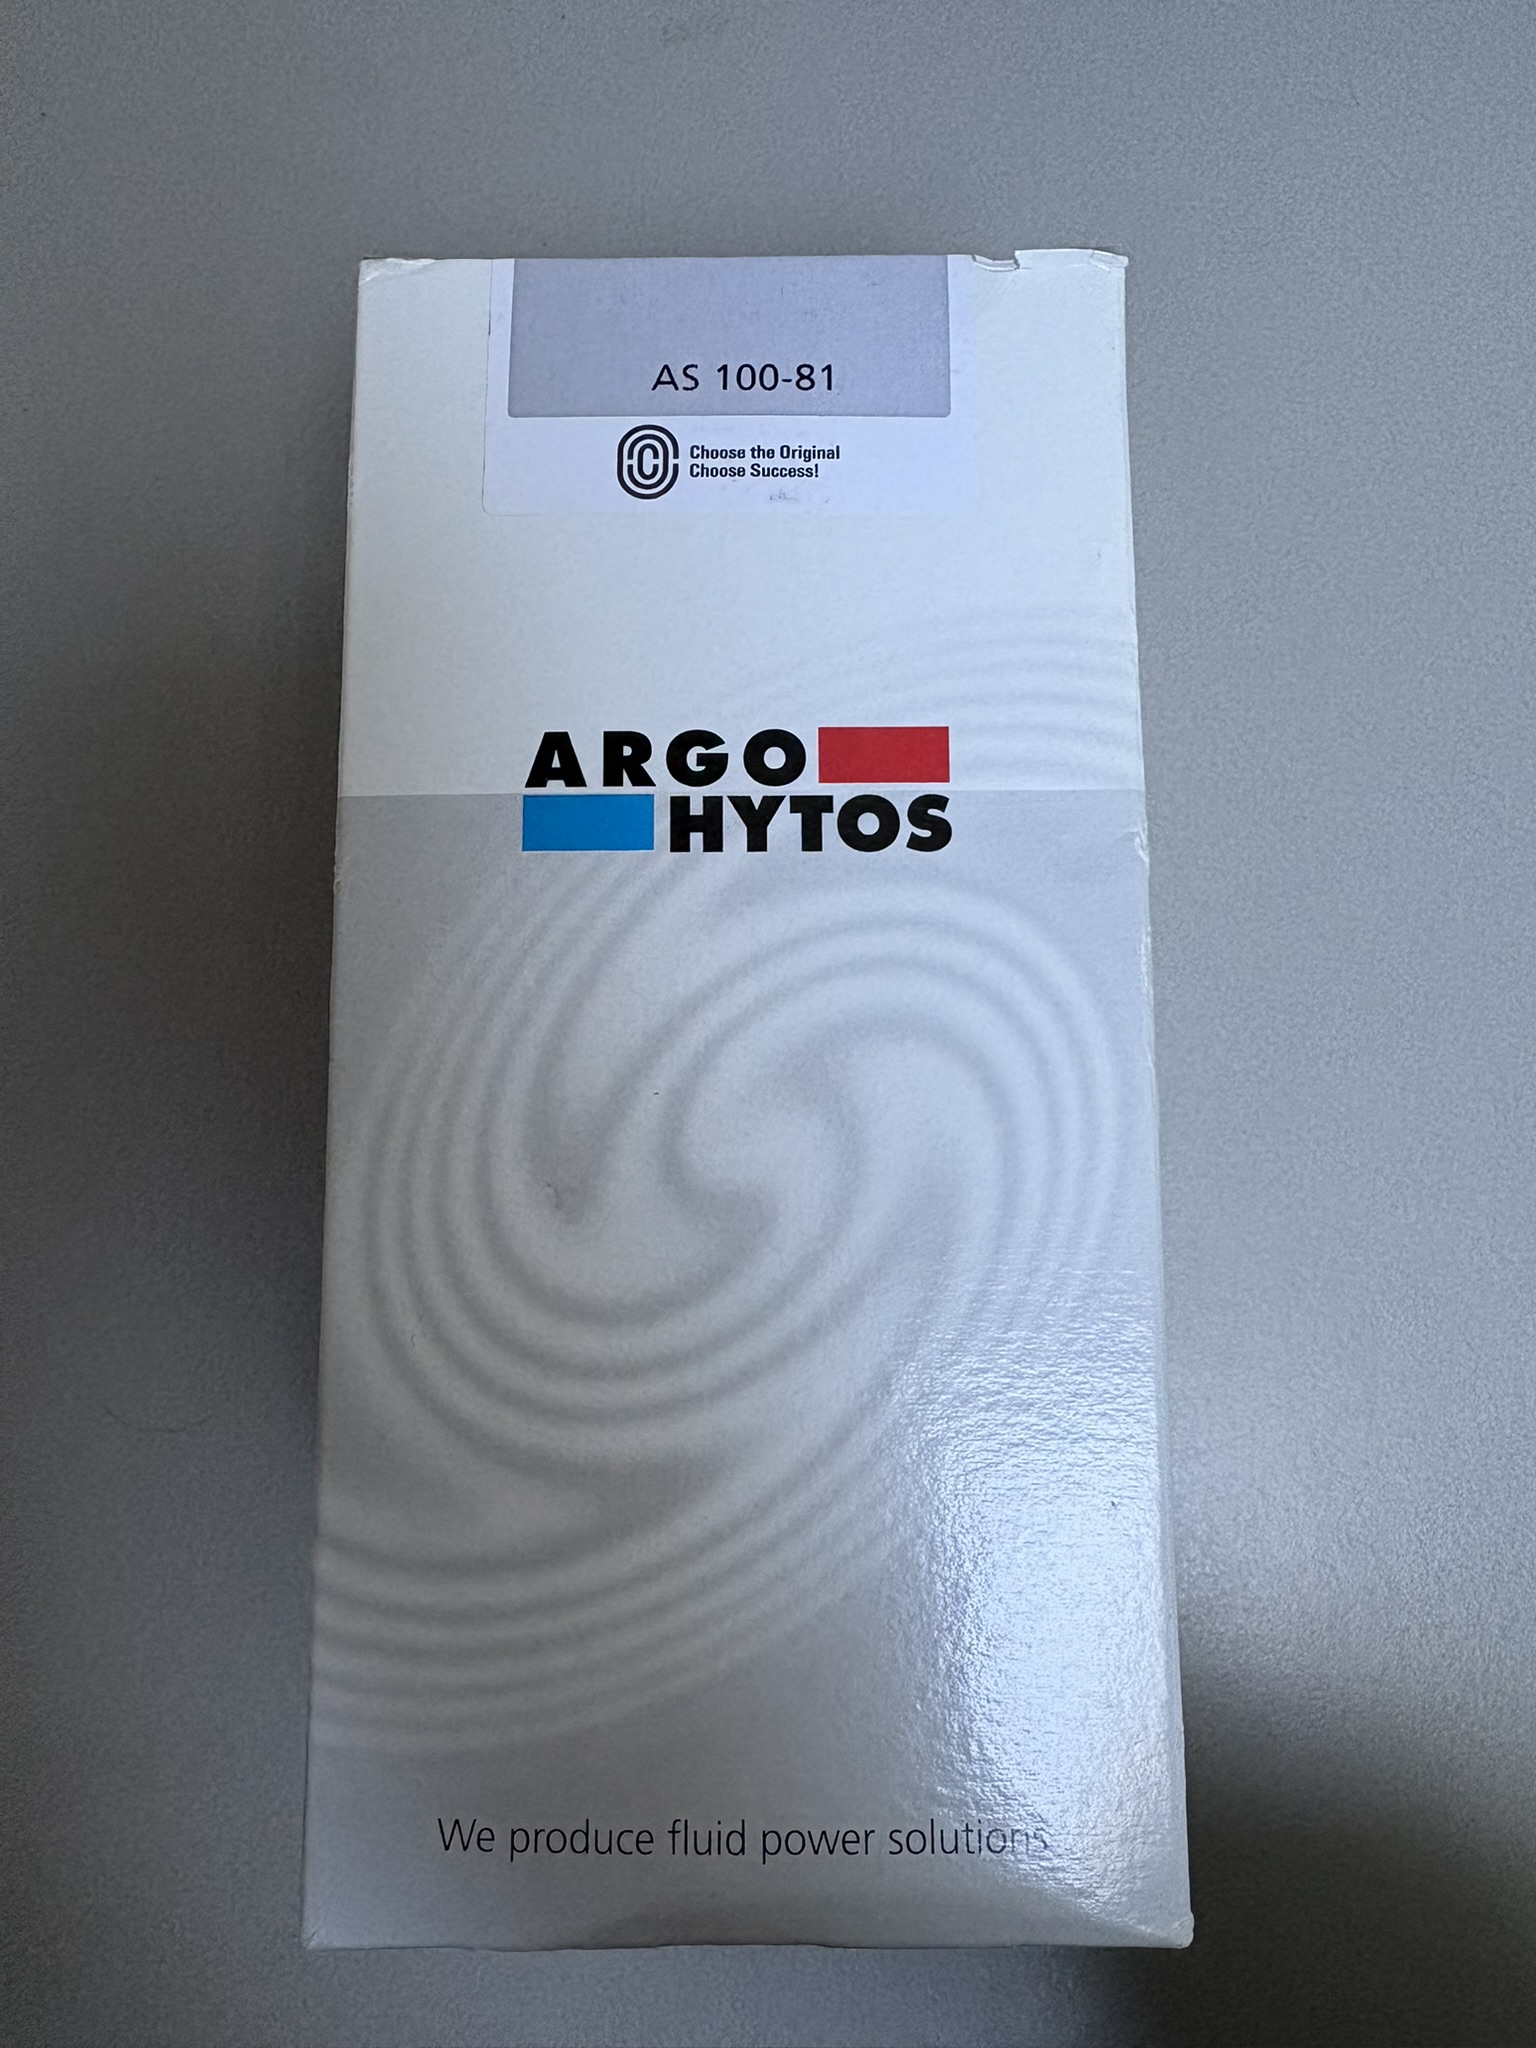 AS 100-81
Choose the Original
Choose Success!
ARGO
HYTOS
We produce fluid power solutions